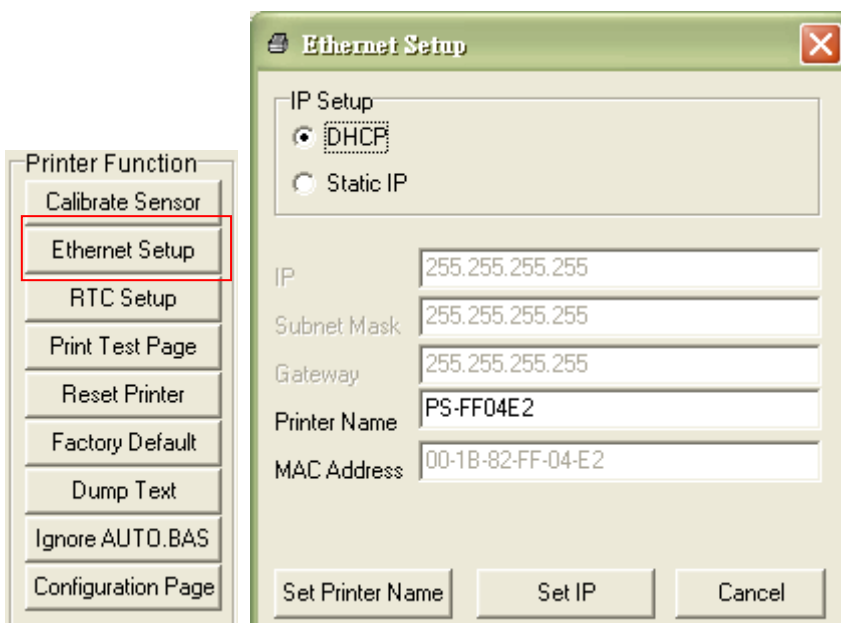 Printer Function
Calibrate Sensor
Ethernet Setup
RTC Setup
Print Test Page
Reset Printer
Factory Default
Dump Text
Ignore AUTO.BAS
Configuration Page
Ethernet Setup
IP Setup
DHCP
Static IP
IP 255.255.255.255
Subnet Mask 255.255.255.255
Gateway 255.255.255.255
Printer Name PS-FF04E2
MAC Address 00-1B-82-FF-04-E2
Set Printer Name Set IP Cancel